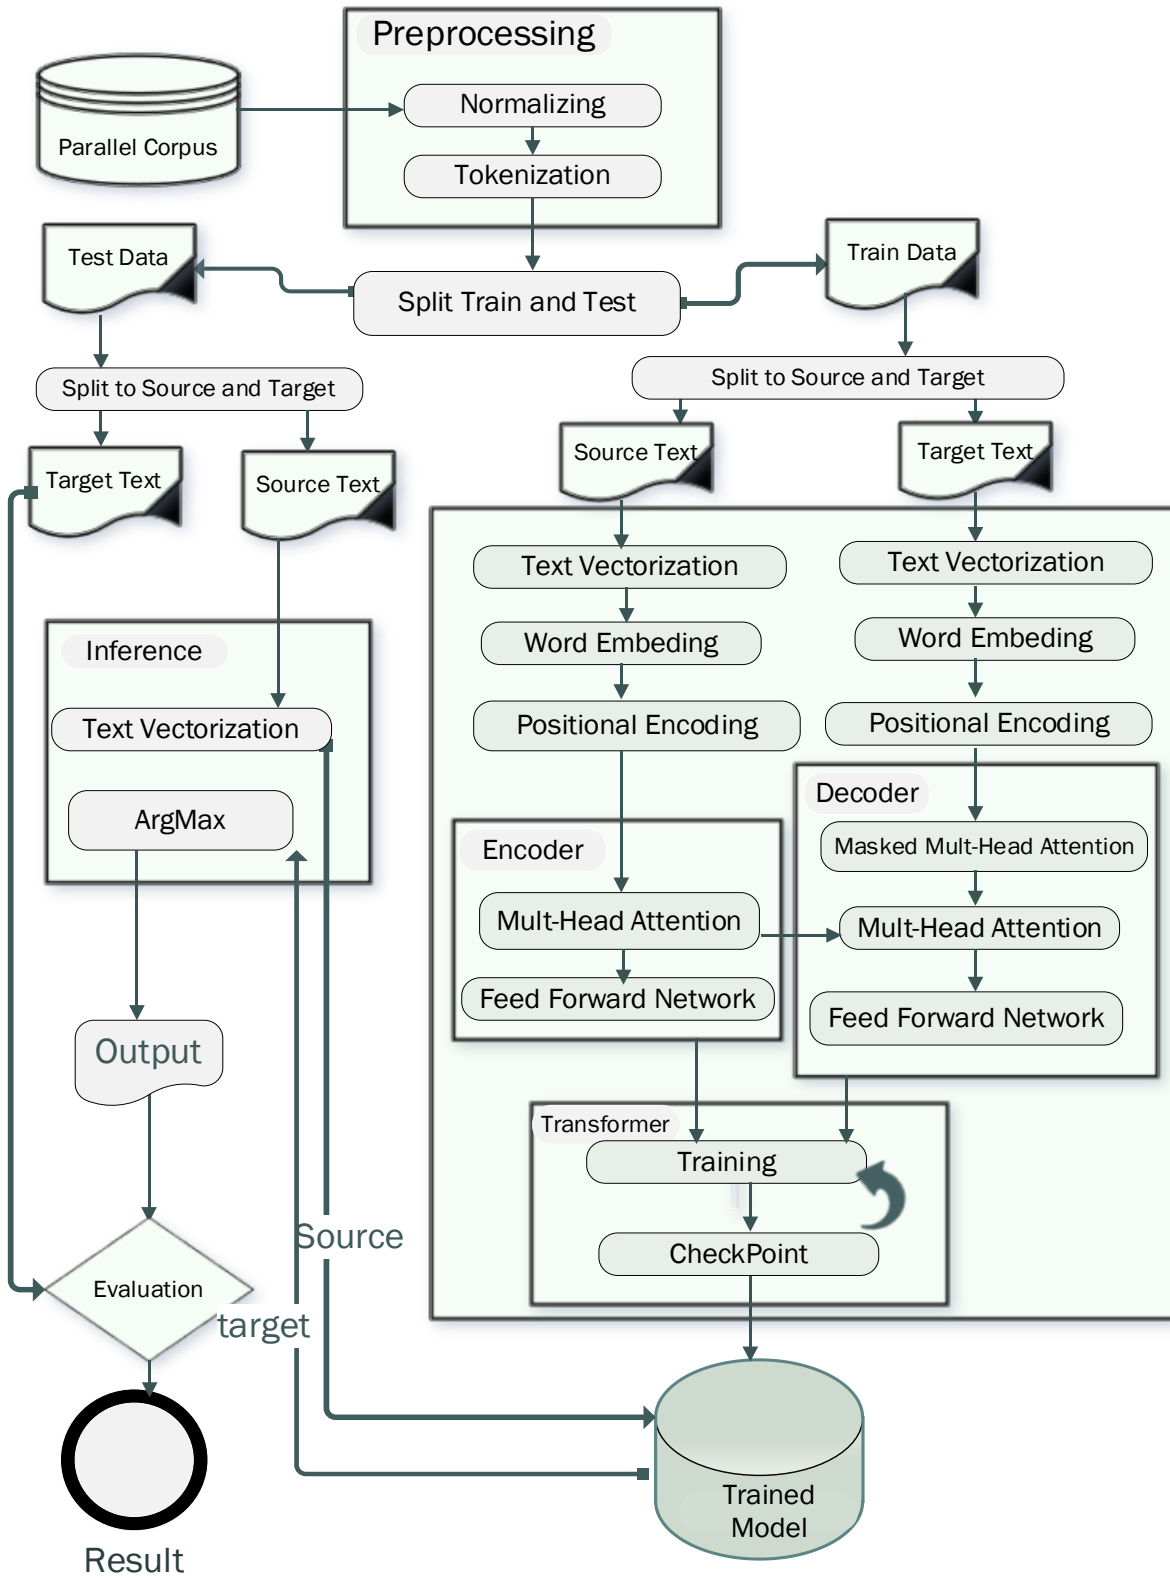 Preprocessing
Normalizing
Parallel Corpus
Tokenization
Test Data
Train Data
Split Train and Test
Split to Source and Target
Split to Source and Target
Target Text
Source Text
Source Text
Target Text
Text Vectorization
Text Vectorization
Word Embeding
Word Embeding
Inference
Text Vectorization
Positional Encoding
Positional Encoding
Decoder
ArgMax
Encoder
Masked Mult-Head Attention
Mult-Head Attention
Mult-Head Attention
Feed Forward Network
Feed Forward Network
Output
Transformer
Training
Source
CheckPoint
Evaluation
target
Trained
Model
Result